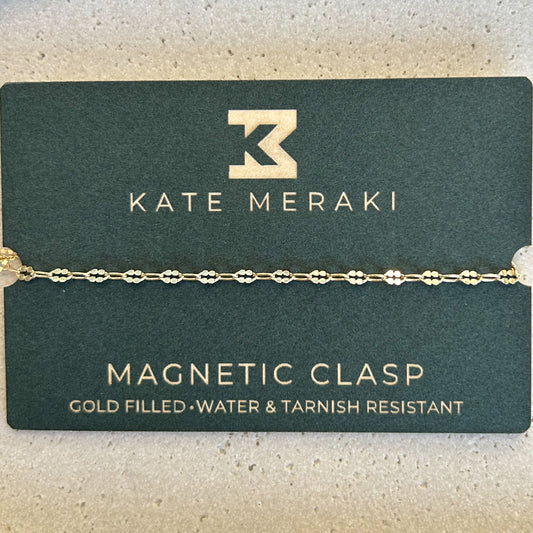 KATE MERAKI
MAGNETIC CLASP
GOLD FILLED•WATER & TARNISH RESISTANT